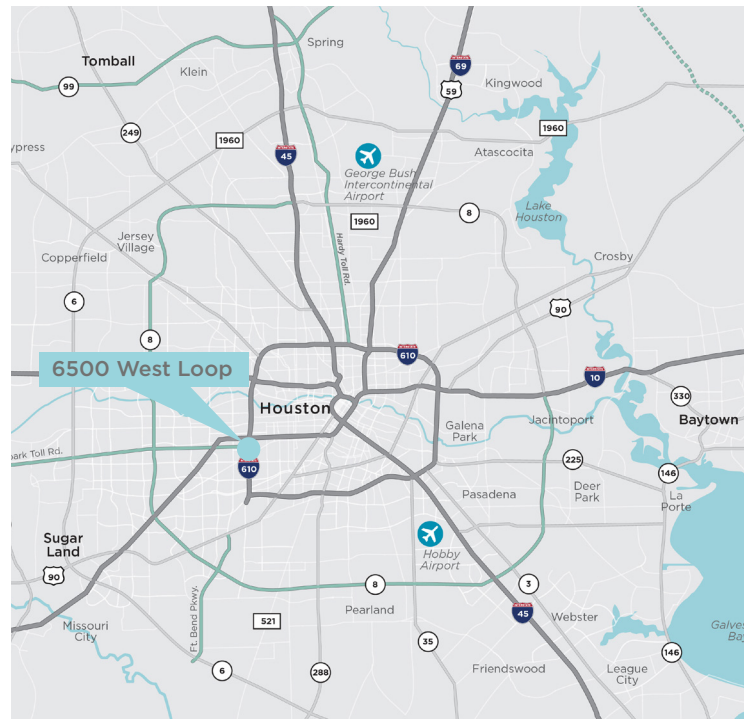 Spring
Tomball
69
Klein
99
Kingwood
59
249
1960
1960
ypress
45
Atascocita
George Bush
Intercontinental
Airport
Lake
Houston
8
1960
Jersey
Village
Hardy Toll Rd.
Copperfield
Crosby
6
90
8
610
6500 West Loop
INTERSTATE
10
330
Houston
Galena
Park
Jacintoport
Baytown
park Toll Rd.
610
225
146
Pasadena
Deer
Park
La
Porte
Sugar
Land
Hobby
Airport
90
8
3
Ft. Bend Pkwy.
Pearland
45
Webster
Missouri
City
521
Galves
Bay
35
146
6
288
Friendswood
League
City